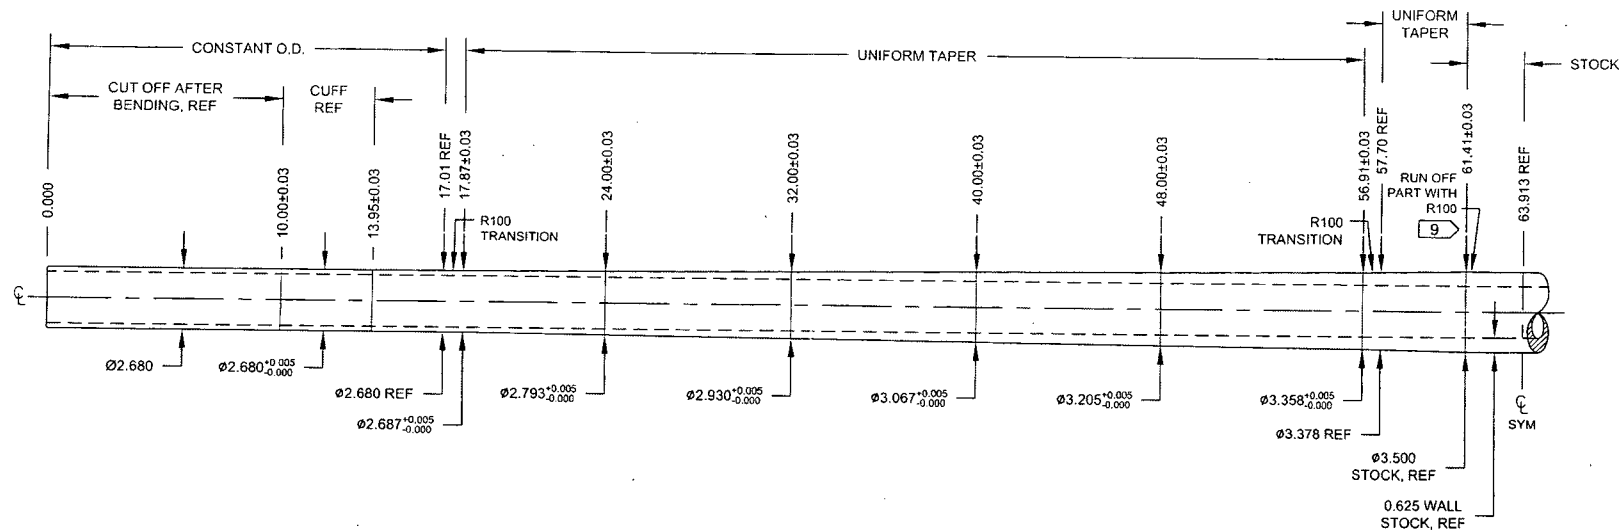 UNIFORM
TAPER
CONSTANT O.D.
UNIFORM TAPER
STOCK
CUT OFF AFTER
BENDING, REF
CUFF
REF
0.000
10.00±0.03
13.95±0.03
17.01 REF
17.87±0.03
24.00±0.03
32.00±0.03
40.00±0.03
48.00±0.03
56.91±0.03
57.70 REF
61.41±0.03
63.913 REF
R100
TRANSITION
R100
TRANSITION
RUN OFF
PART WITH
R100
9
℄
Ø2.680
Ø2.680 +0.005 -0.000
Ø2.680 REF
Ø2.687 +0.005 -0.000
Ø2.793 +0.005 -0.000
Ø2.930 +0.005 -0.000
Ø3.067 +0.005 -0.000
Ø3.205 +0.005 -0.000
Ø3.358 +0.005 -0.000
Ø3.378 REF
Ø3.500
STOCK, REF
0.625 WALL
STOCK, REF
℄
SYM